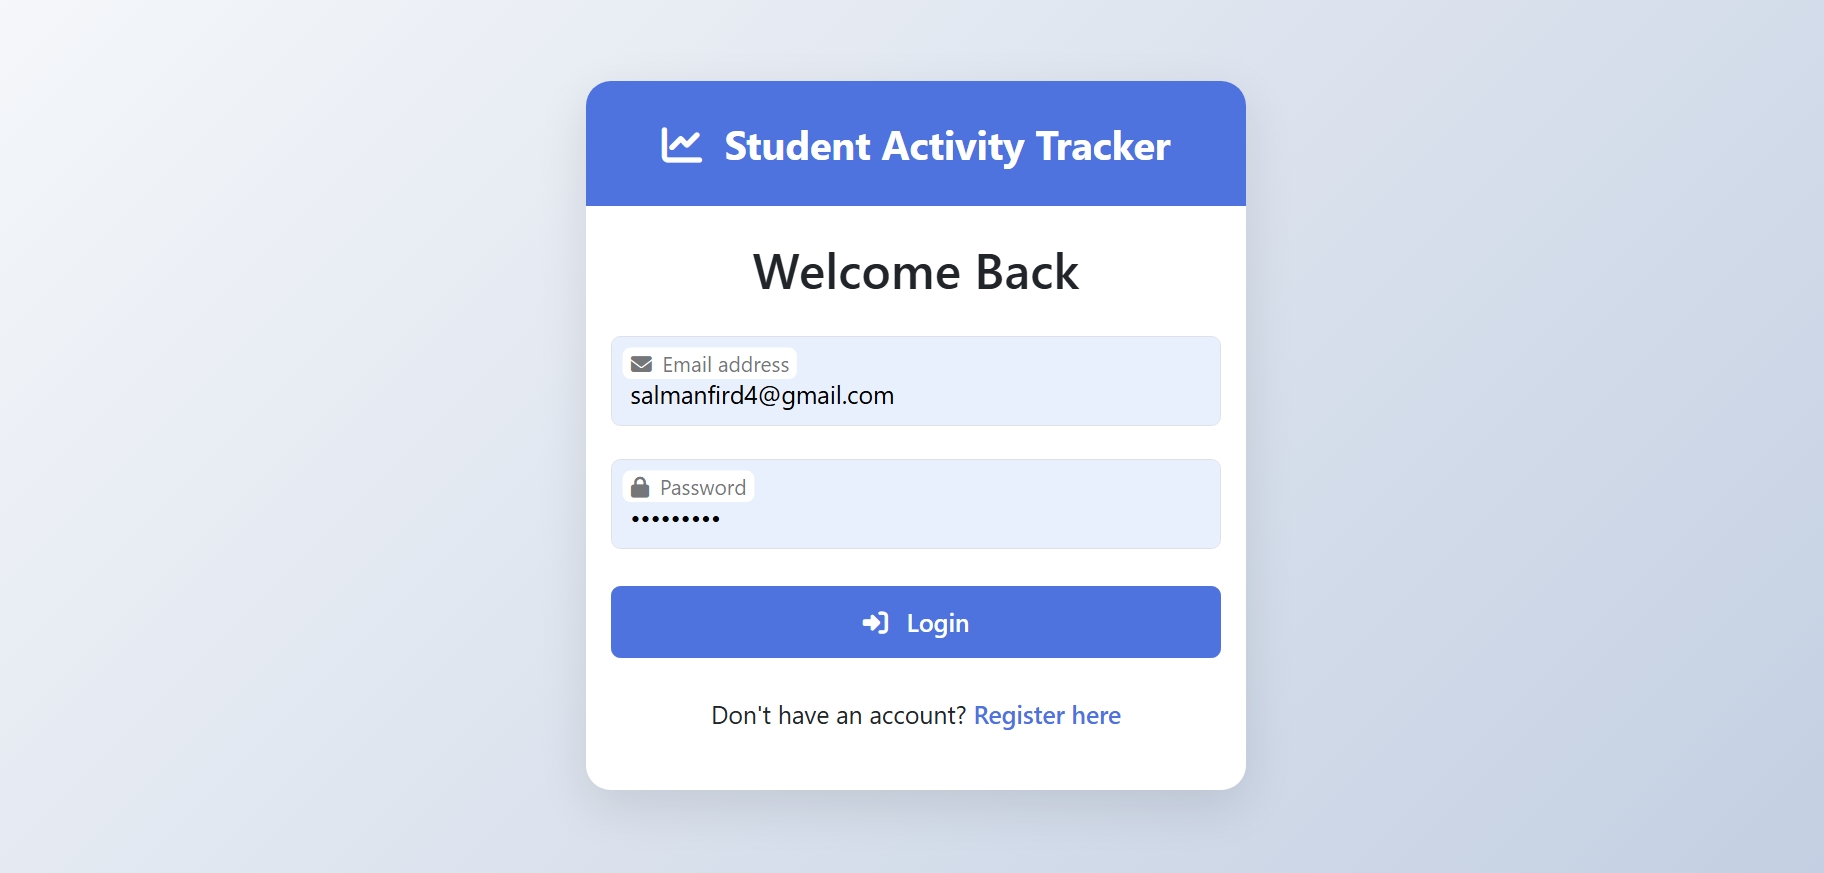 Student Activity Tracker
Welcome Back
Email address
salmanfird4@gmail.com
Password
•••••••••
Login
Don't have an account? Register here